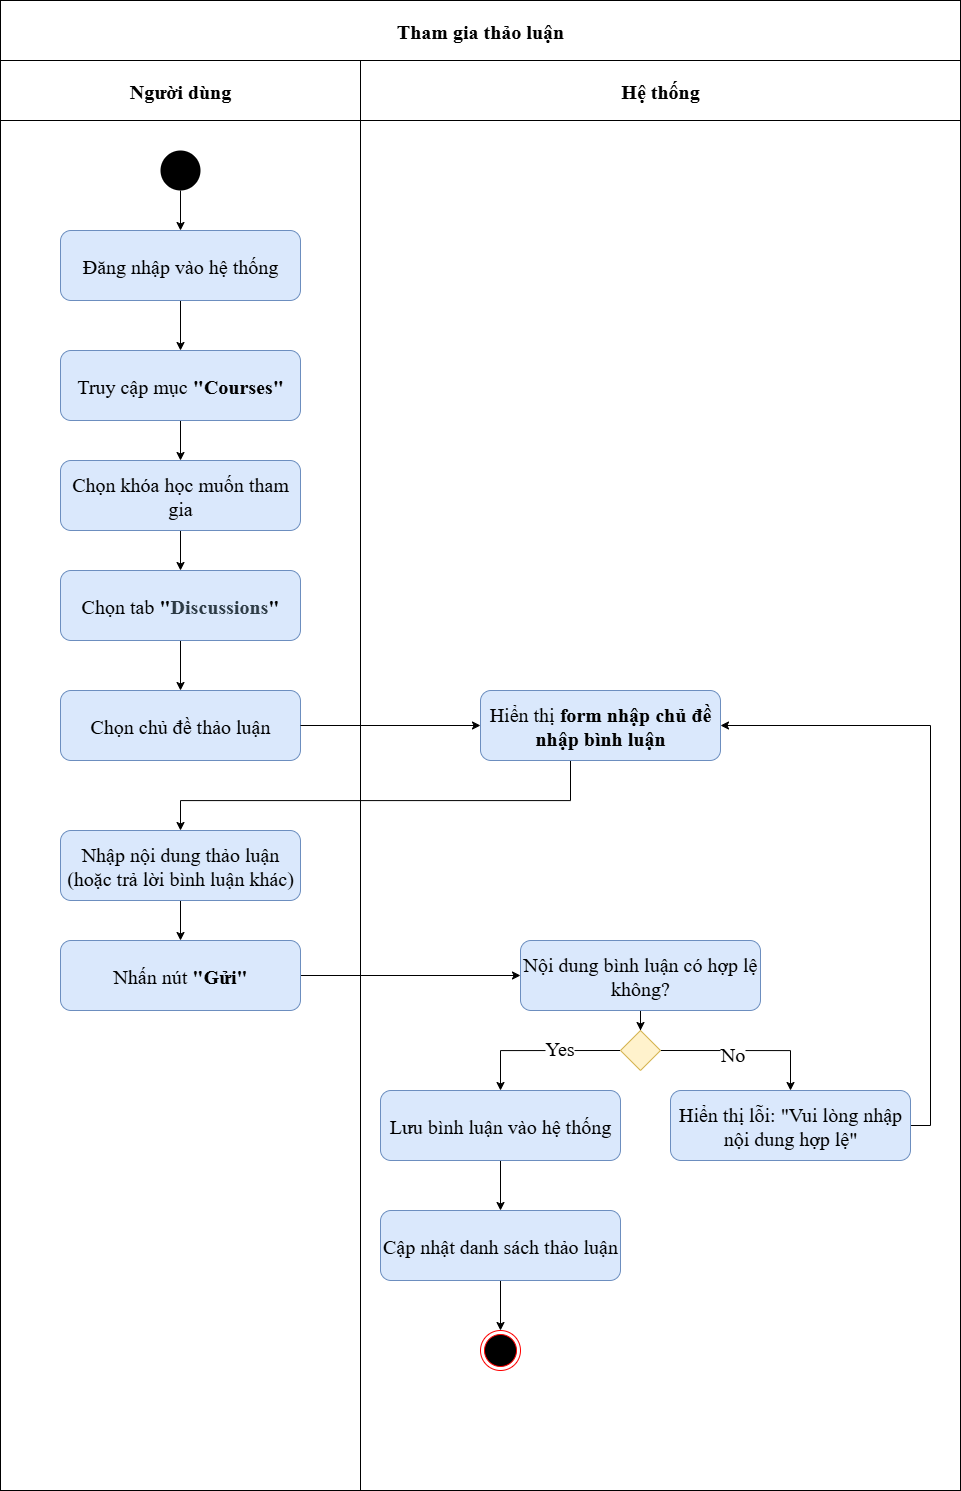 Tham gia thảo luận
Người dùng
Hệ thống
Đăng nhập vào hệ thống
Truy cập mục "Courses"
Chọn khóa học muốn tham
gia
Chọn tab "Discussions"
Chọn chủ đề thảo luận
Hiển thị form nhập chủ đề
nhập bình luận
Nhập nội dung thảo luận
(hoặc trả lời bình luận khác)
Nhấn nút "Gửi"
Nội dung bình luận có hợp lệ
không?
Yes
No
Lưu bình luận vào hệ thống
Hiển thị lỗi: "Vui lòng nhập
nội dung hợp lệ"
Cập nhật danh sách thảo luận